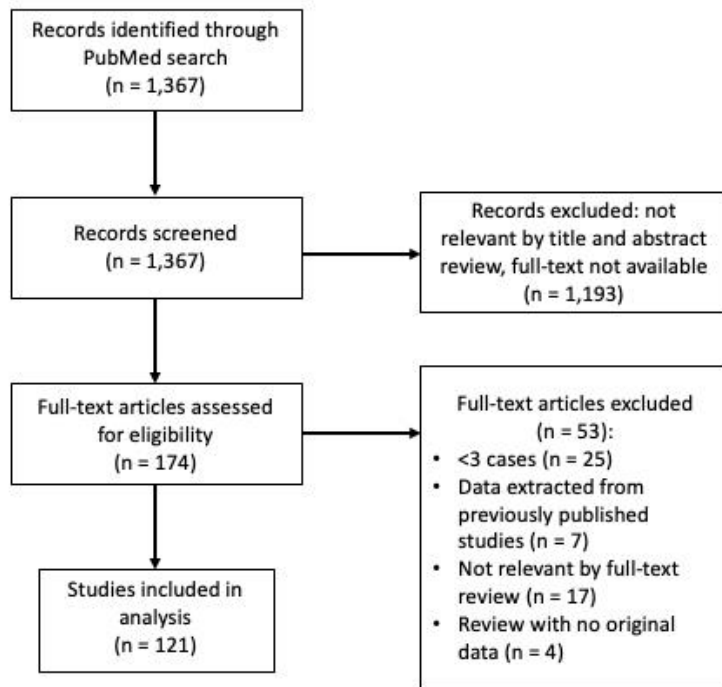 Records identified through
PubMed search
(n = 1,367)
Records screened
(n = 1,367)
Records excluded: not
relevant by title and abstract
review, full-text not available
(n = 1,193)
Full-text articles assessed
for eligibility
(n = 174)
Full-text articles excluded
(n = 53):
• <3 cases (n = 25)
• Data extracted from
previously published
studies (n = 7)
• Not relevant by full-text
review (n = 17)
• Review with no original
data (n = 4)
Studies included in
analysis
(n = 121)